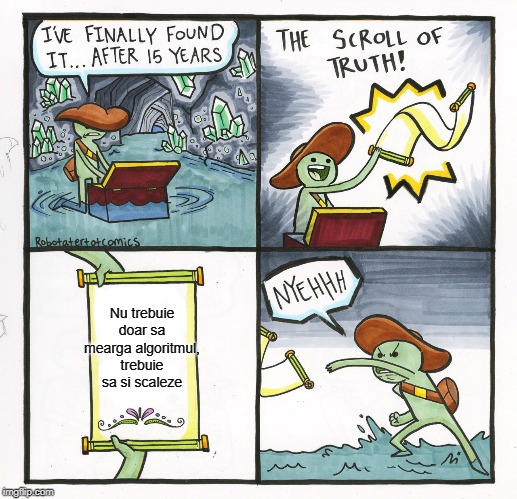 I'VE FINALLY FOUND
IT... AFTER 15 YEARS
THE SCROLL OF
TRUTH!
Robotatertotcomics
Nu trebuie
doar sa
mearga algoritmul,
trebuie
sa si scaleze
NYEHHH
imgflip.com